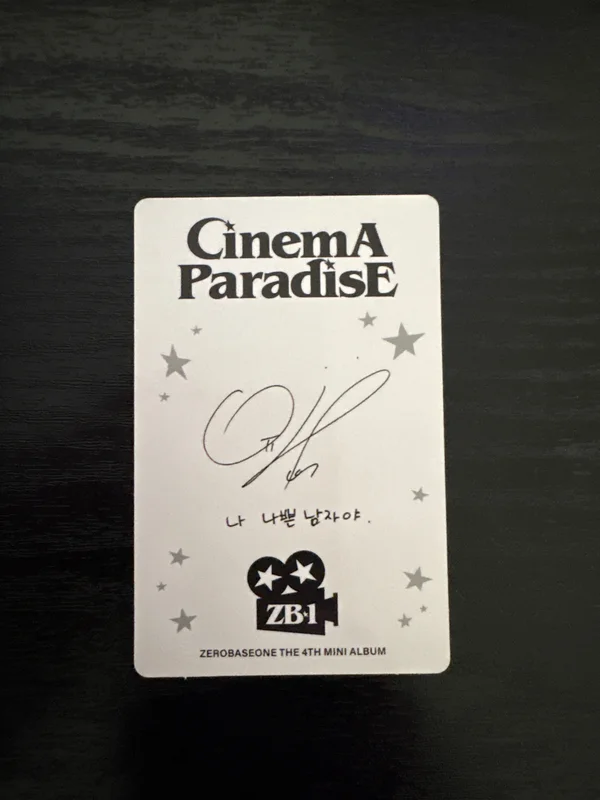 CinemA
ParadisE
나 나쁜 남자야.
ZB1
ZEROBASEONE THE 4TH MINI ALBUM